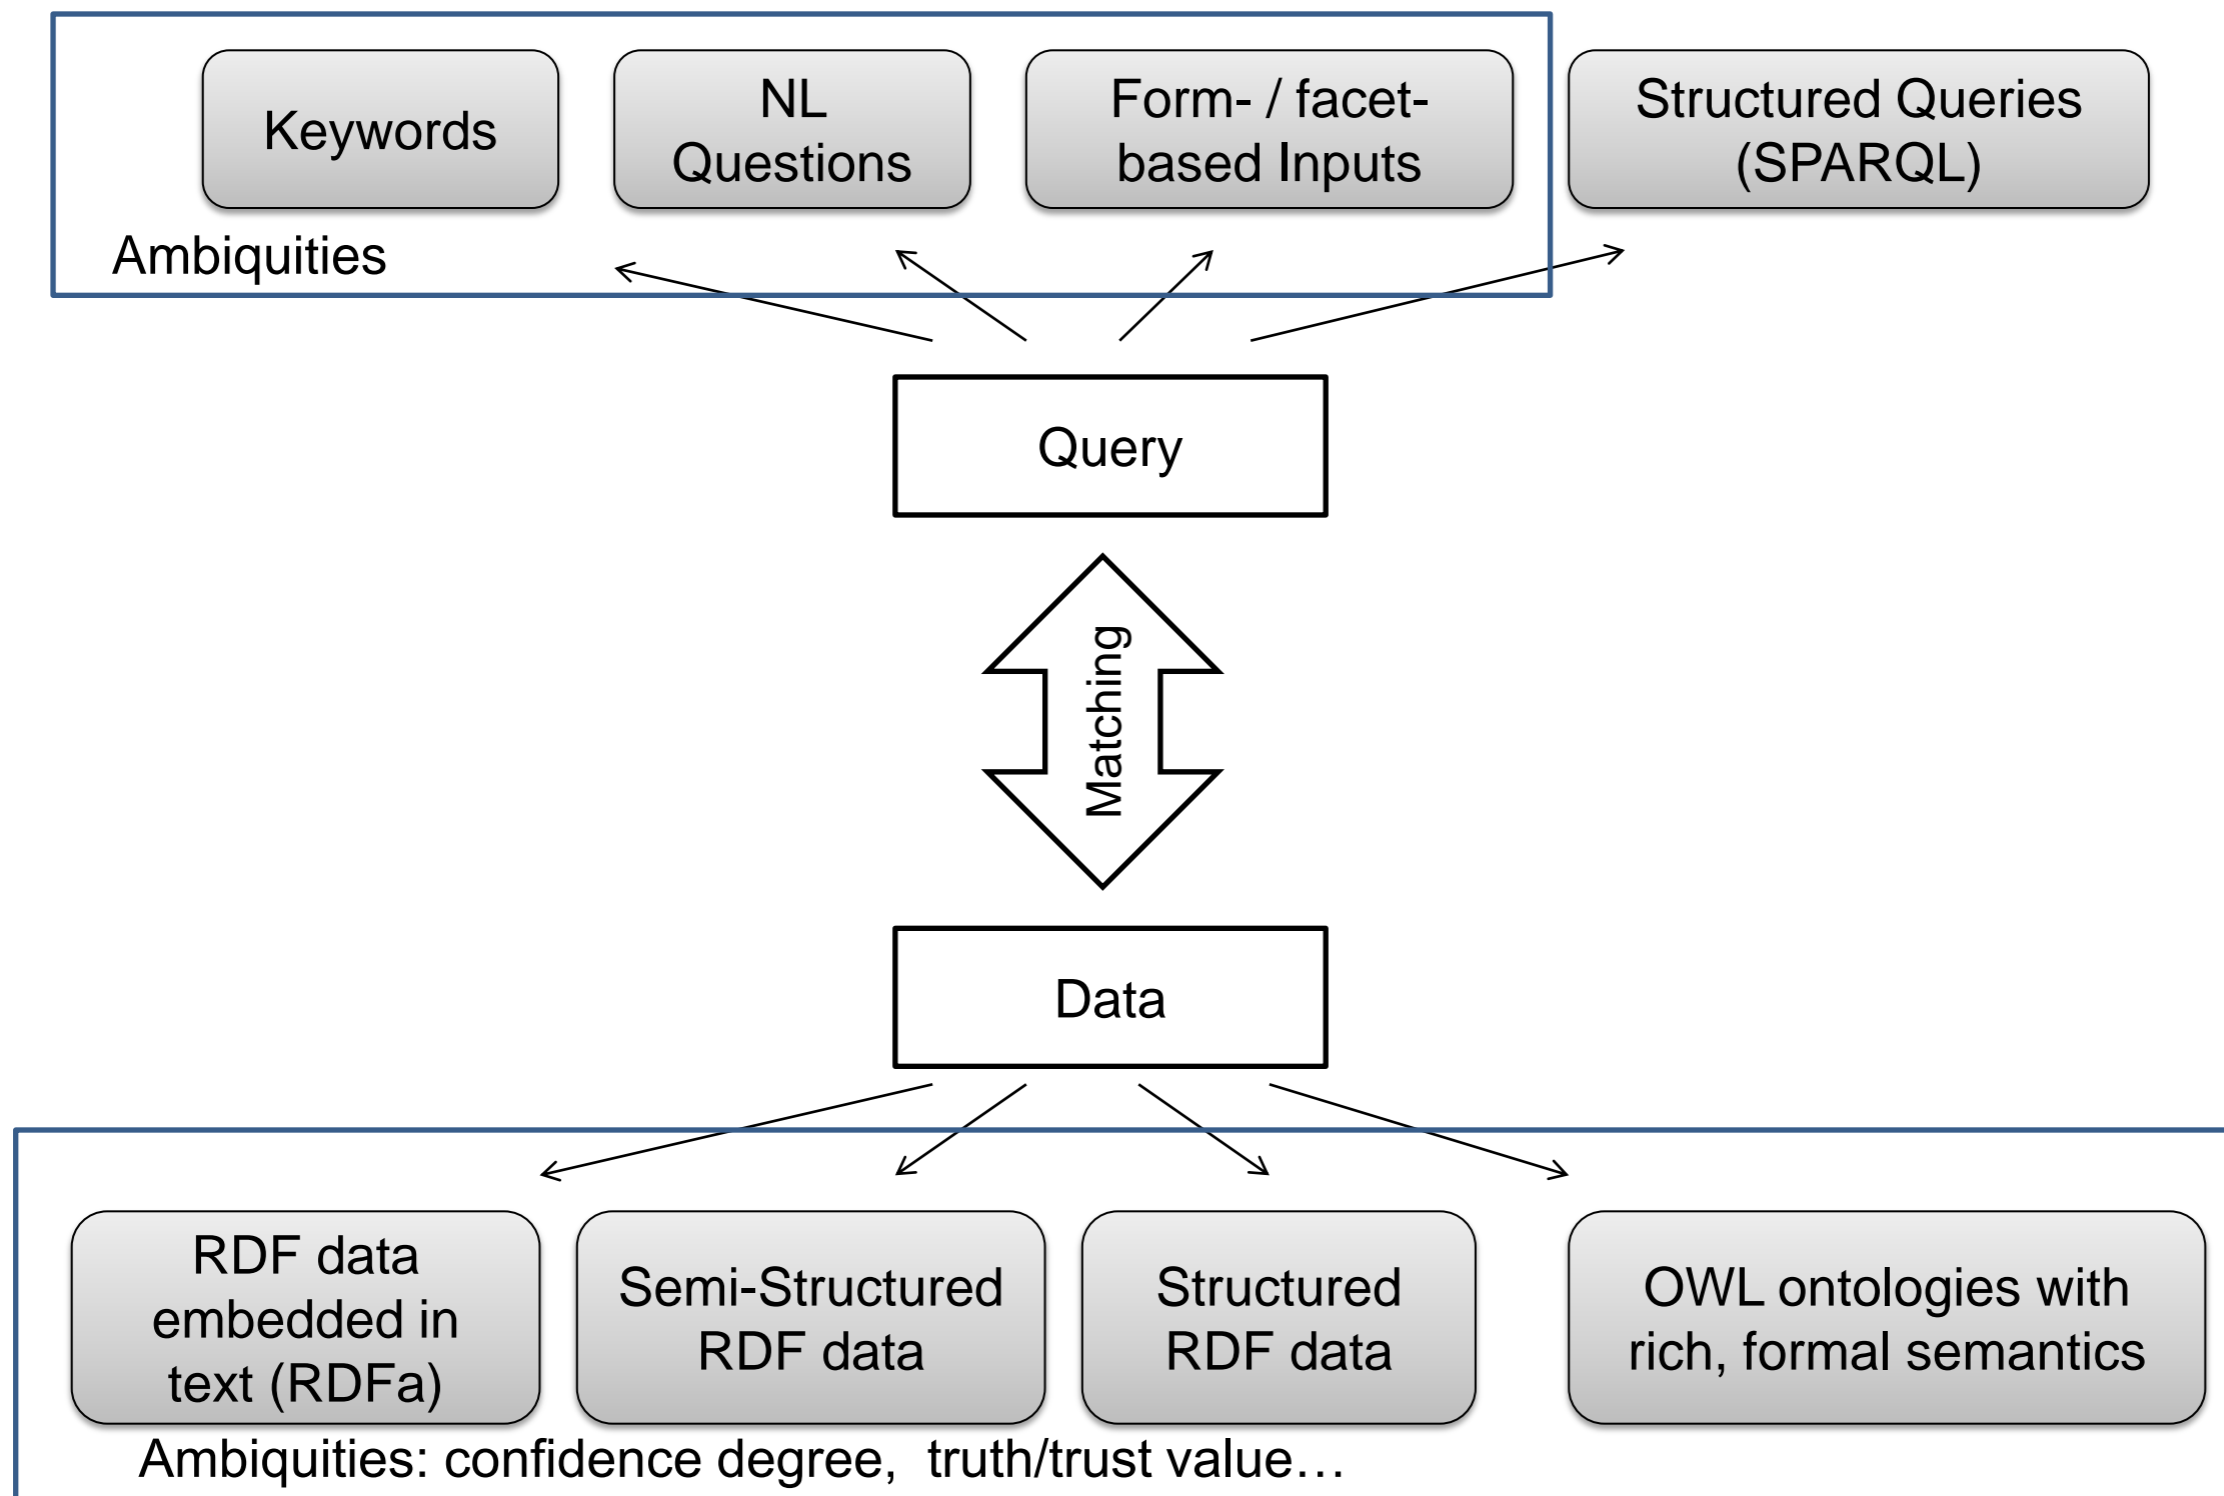 Keywords
NL
Questions
Form- / facet-
based Inputs
Structured Queries
(SPARQL)
Ambiquities
Query
Matching
Data
RDF data
embedded in
text (RDFa)
Semi-Structured
RDF data
Structured
RDF data
OWL ontologies with
rich, formal semantics
Ambiquities: confidence degree, truth/trust value…